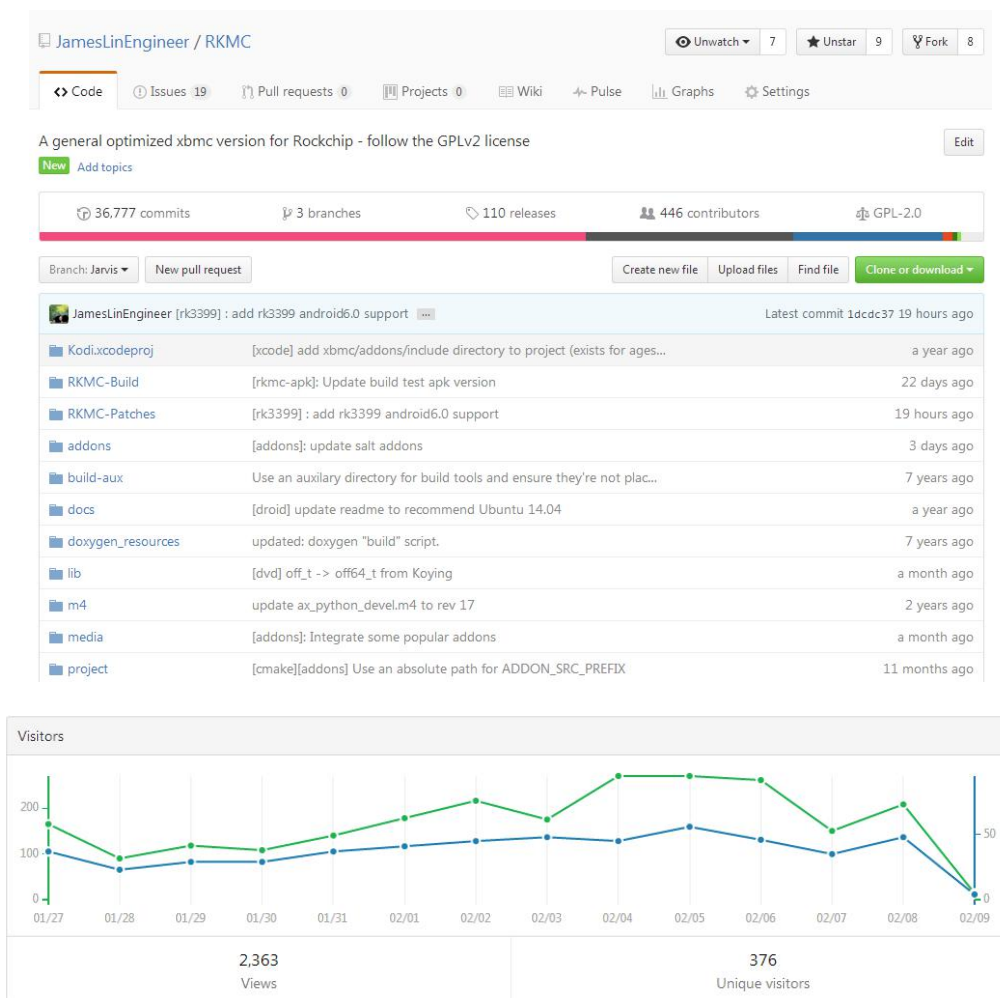 JamesLinEngineer / RKMC
Unwatch 7 Unstar 9 Fork 8
Code Issues 19 Pull requests 0 Projects 0 Wiki Pulse Graphs Settings
A general optimized xbmc version for Rockchip - follow the GPLv2 license Edit
New Add topics
36,777 commits 3 branches 110 releases 446 contributors GPL-2.0
Branch: Jarvis New pull request Create new file Upload files Find file Clone or download
JamesLinEngineer [rk3399] : add rk3399 android6.0 support ... Latest commit 1dcdc37 19 hours ago
Kodi.xcodeproj [xcode] add xbmc/addons/include directory to project (exists for ages... a year ago
RKMC-Build [rkmc-apk]: Update build test apk version 22 days ago
RKMC-Patches [rk3399] : add rk3399 android6.0 support 19 hours ago
addons [addons]: update salt addons 3 days ago
build-aux Use an auxilary directory for build tools and ensure they're not plac... 7 years ago
docs [droid] update readme to recommend Ubuntu 14.04 a year ago
doxygen_resources updated: doxygen "build" script. 7 years ago
lib [dvd] off_t -> off64_t from Koying a month ago
m4 update ax_python_devel.m4 to rev 17 2 years ago
media [addons]: Integrate some popular addons a month ago
project [cmake][addons] Use an absolute path for ADDON_SRC_PREFIX 11 months ago
Visitors
200
50
100
0 0
01/27 01/28 01/29 01/30 01/31 02/01 02/02 02/03 02/04 02/05 02/06 02/07 02/08 02/09
2,363 376
Views Unique visitors